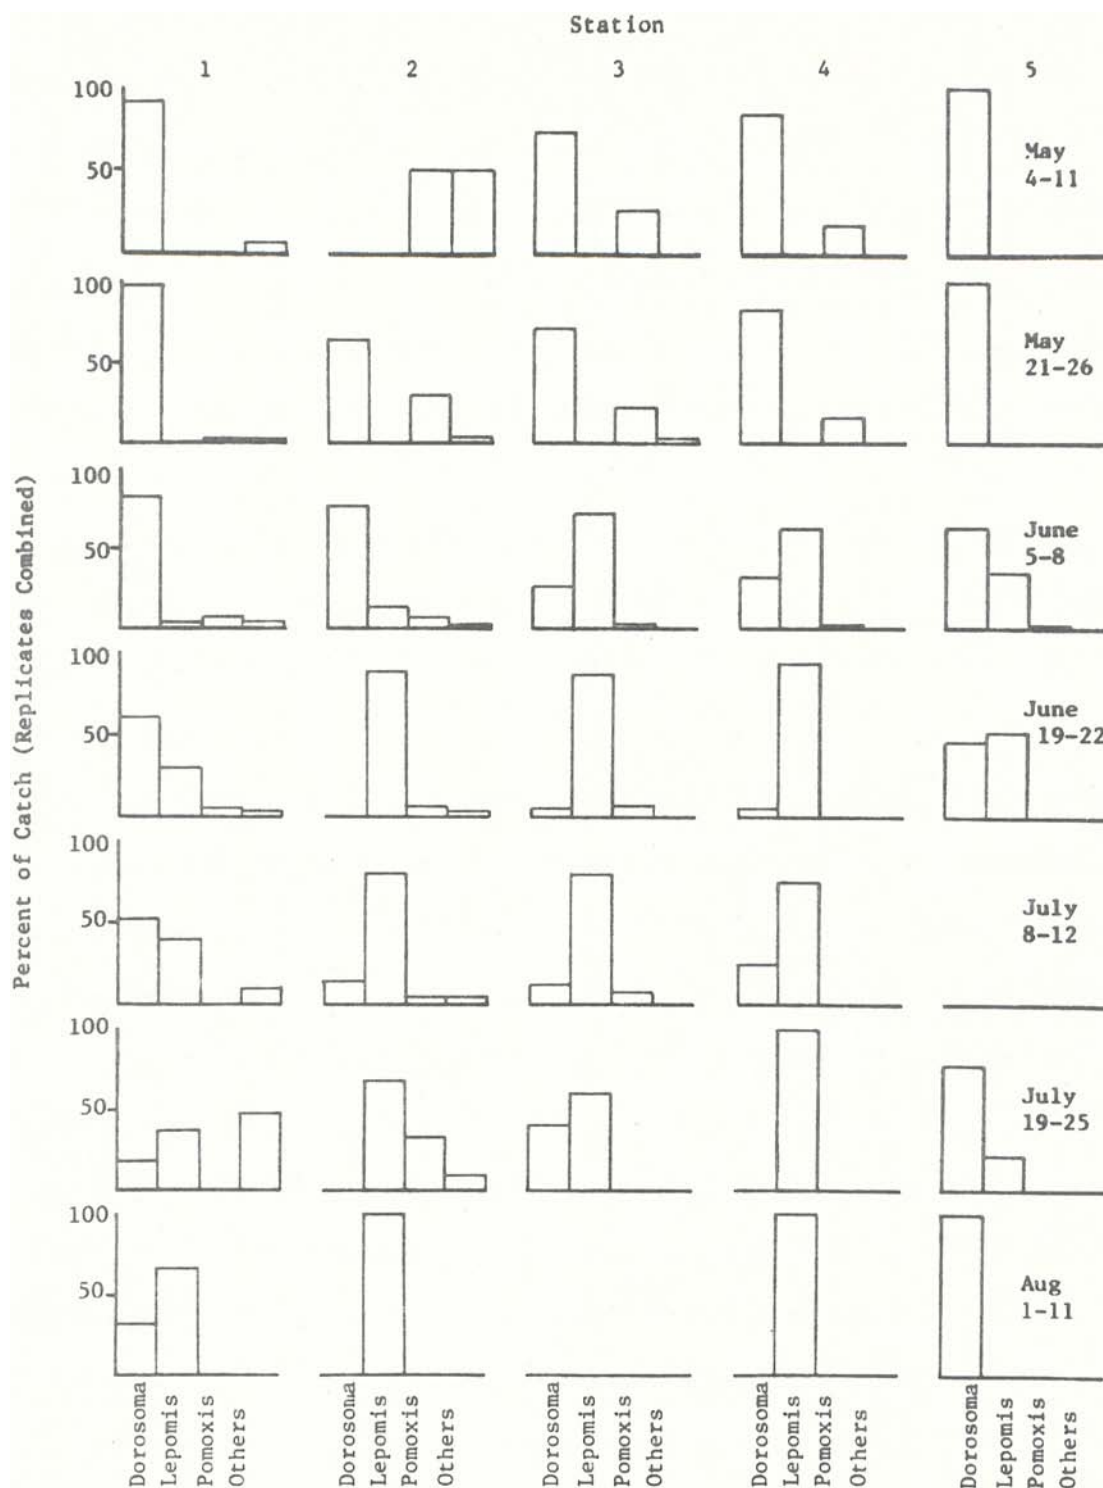 Station
1 2 3 4 5
100
50
May
4-11
100
50
May
21-26
Percent of Catch (Replicates Combined)
100
50
June
5-8
100
50
June
19-22
100
50
July
8-12
100
50
July
19-25
100
50
Aug
1-11
Dorosoma
Lepomis
Pomoxis
Others
Dorosoma
Lepomis
Pomoxis
Others
Dorosoma
Lepomis
Pomoxis
Others
Dorosoma
Lepomis
Pomoxis
Others
Dorosoma
Lepomis
Pomoxis
Others